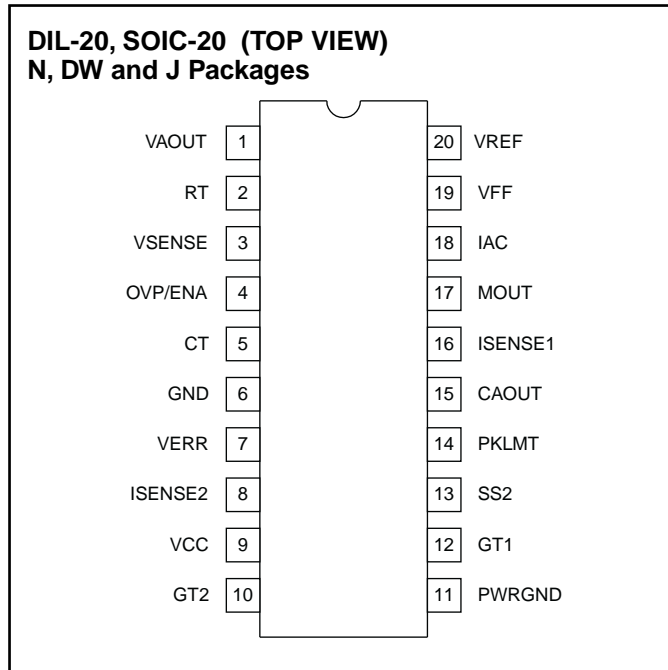 DIL-20, SOIC-20 (TOP VIEW)
N, DW and J Packages
VAOUT 1 20 VREF
RT 2 19 VFF
VSENSE 3 18 IAC
OVP/ENA 4 17 MOUT
CT 5 16 ISENSE1
GND 6 15 CAOUT
VERR 7 14 PKLMT
ISENSE2 8 13 SS2
VCC 9 12 GT1
GT2 10 11 PWRGND